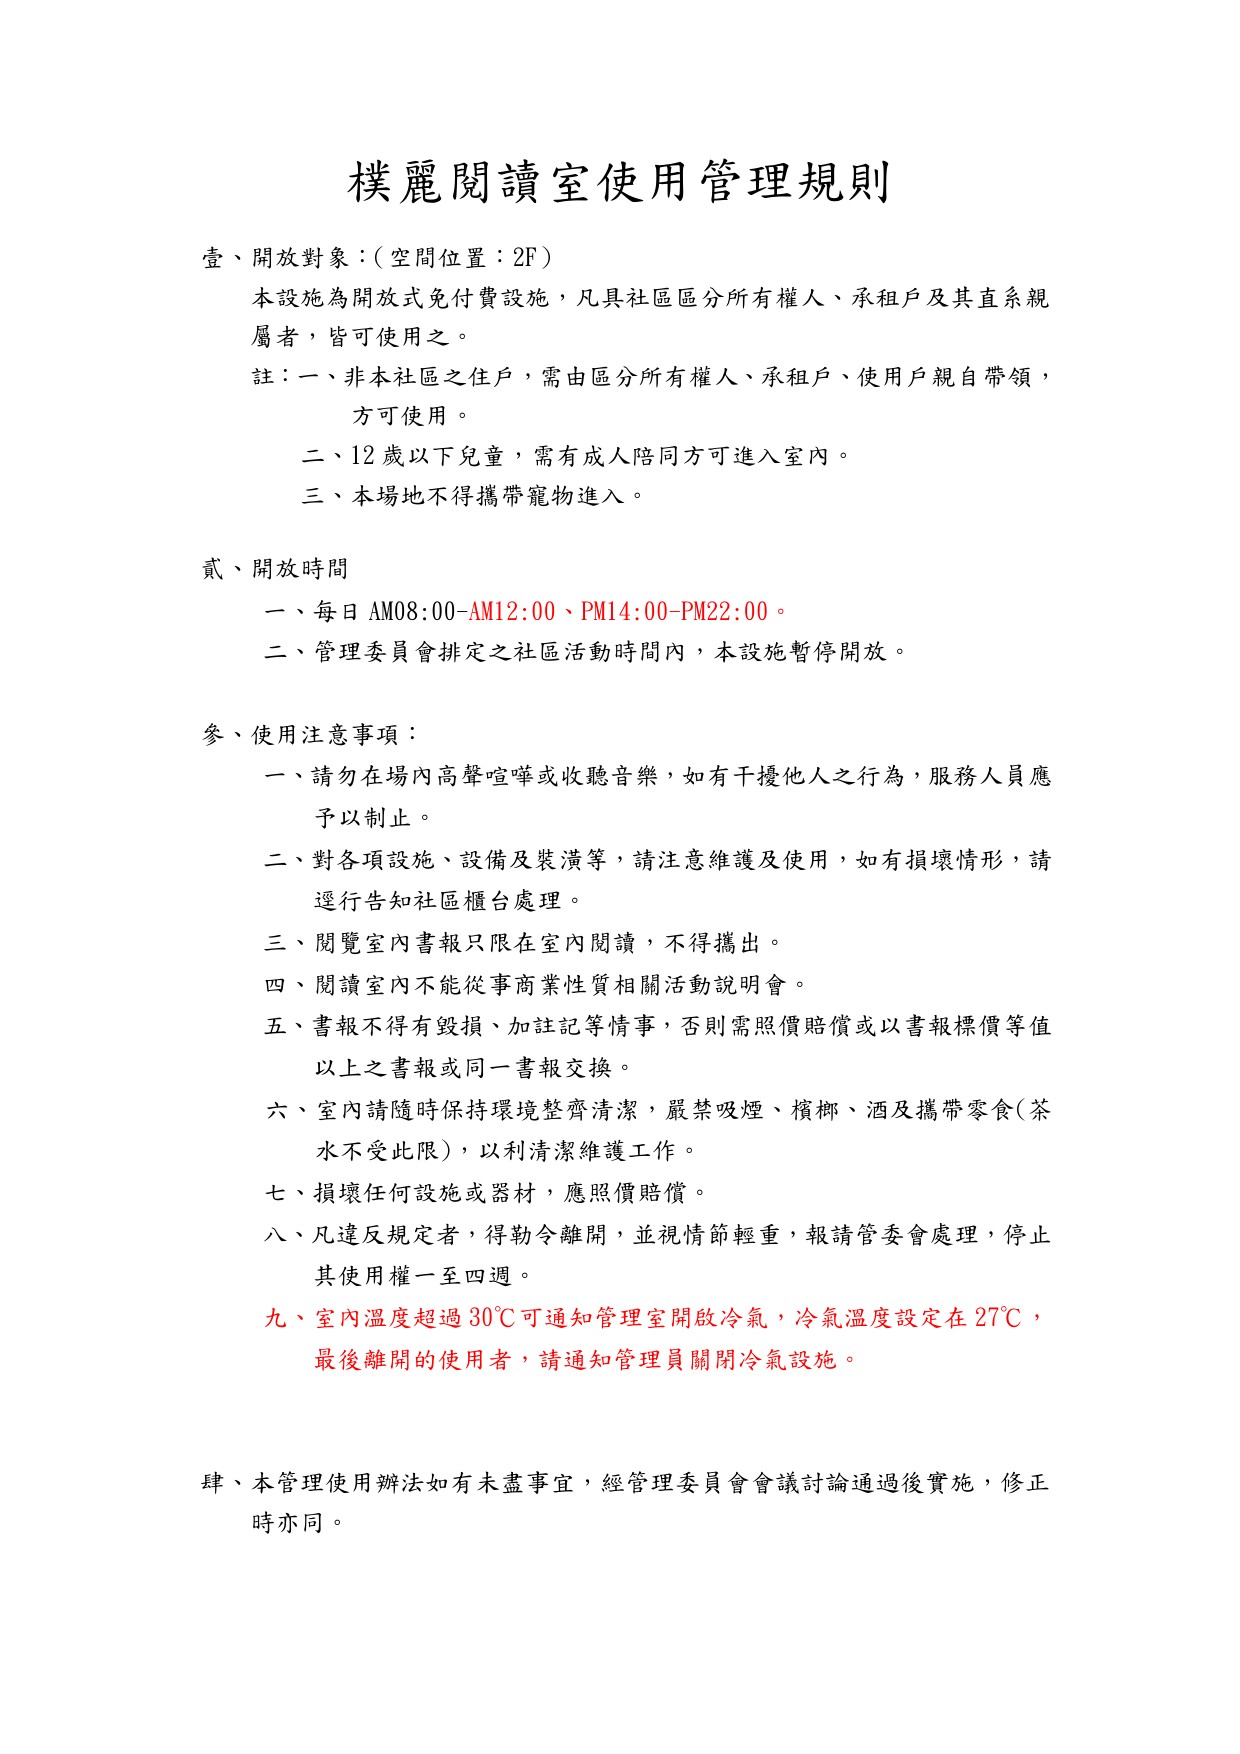 樸麗閱讀室使用管理規則
壹、開放對象：(空間位置：2F)
本設施為開放式免付費設施，凡具社區區分所有權人、承租戶及其直系親
屬者，皆可使用之。
註：一、非本社區之住戶，需由區分所有權人、承租戶、使用戶親自帶領，
方可使用。
二、12 歲以下兒童，需有成人陪同方可進入室內。
三、本場地不得攜帶寵物進入。
貳、開放時間
一、每日 AM08:00-AM12:00、PM14:00-PM22:00。
二、管理委員會排定之社區活動時間內，本設施暫停開放。
參、使用注意事項：
一、請勿在場內高聲喧嘩或收聽音樂，如有干擾他人之行為，服務人員應
予以制止。
二、對各項設施、設備及裝潢等，請注意維護及使用，如有損壞情形，請
逕行告知社區櫃台處理。
三、閱覽室內書報只限在室內閱讀，不得攜出。
四、閱讀室內不能從事商業性質相關活動說明會。
五、書報不得有毀損、加註記等情事，否則需照價賠償或以書報標價等值
以上之書報或同一書報交換。
六、室內請隨時保持環境整齊清潔，嚴禁吸煙、檳榔、酒及攜帶零食(茶
水不受此限)，以利清潔維護工作。
七、損壞任何設施或器材，應照價賠償。
八、凡違反規定者，得勒令離開，並視情節輕重，報請管委會處理，停止
其使用權一至四週。
九、室內溫度超過 30℃可通知管理室開啟冷氣，冷氣溫度設定在 27℃，
最後離開的使用者，請通知管理員關閉冷氣設施。
肆、本管理使用辦法如有未盡事宜，經管理委員會會議討論通過後實施，修正
時亦同。